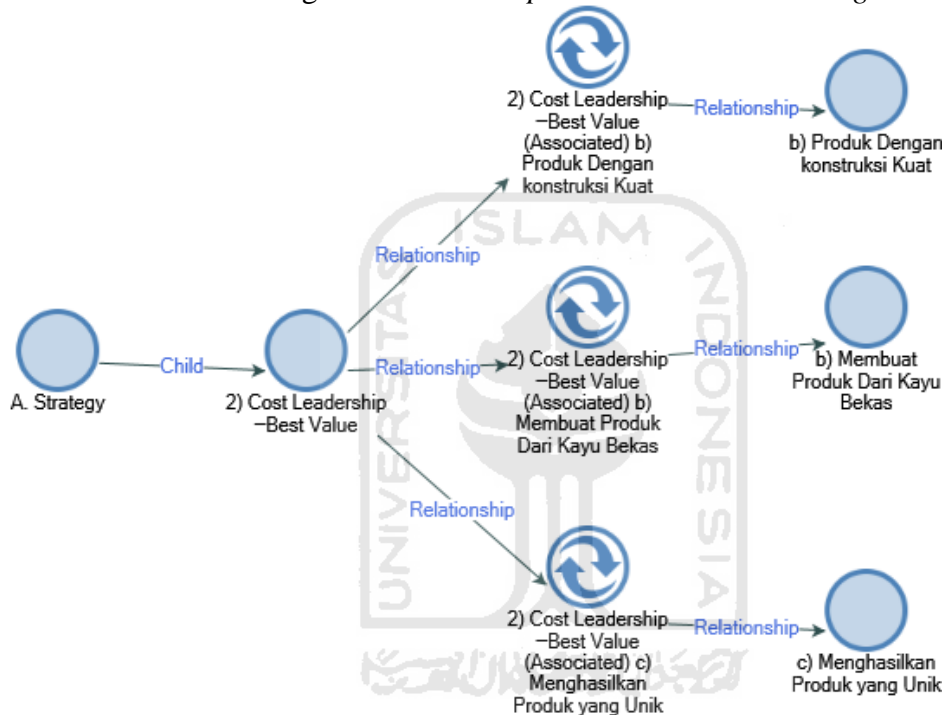 2) Cost Leadership
–Best Value
(Associated) b)
Produk Dengan
konstruksi Kuat
Relationship
b) Produk Dengan
konstruksi Kuat
Relationship
A. Strategy
Child
2) Cost Leadership
–Best Value
Relationship
2) Cost Leadership
–Best Value
(Associated) b)
Membuat Produk
Dari Kayu Bekas
Relationship
b) Membuat
Produk Dari Kayu
Bekas
Relationship
2) Cost Leadership
–Best Value
(Associated) c)
Menghasilkan
Produk yang Unik
Relationship
c) Menghasilkan
Produk yang Unik
UNIVERSITAS
ISLAM
INDONESIA